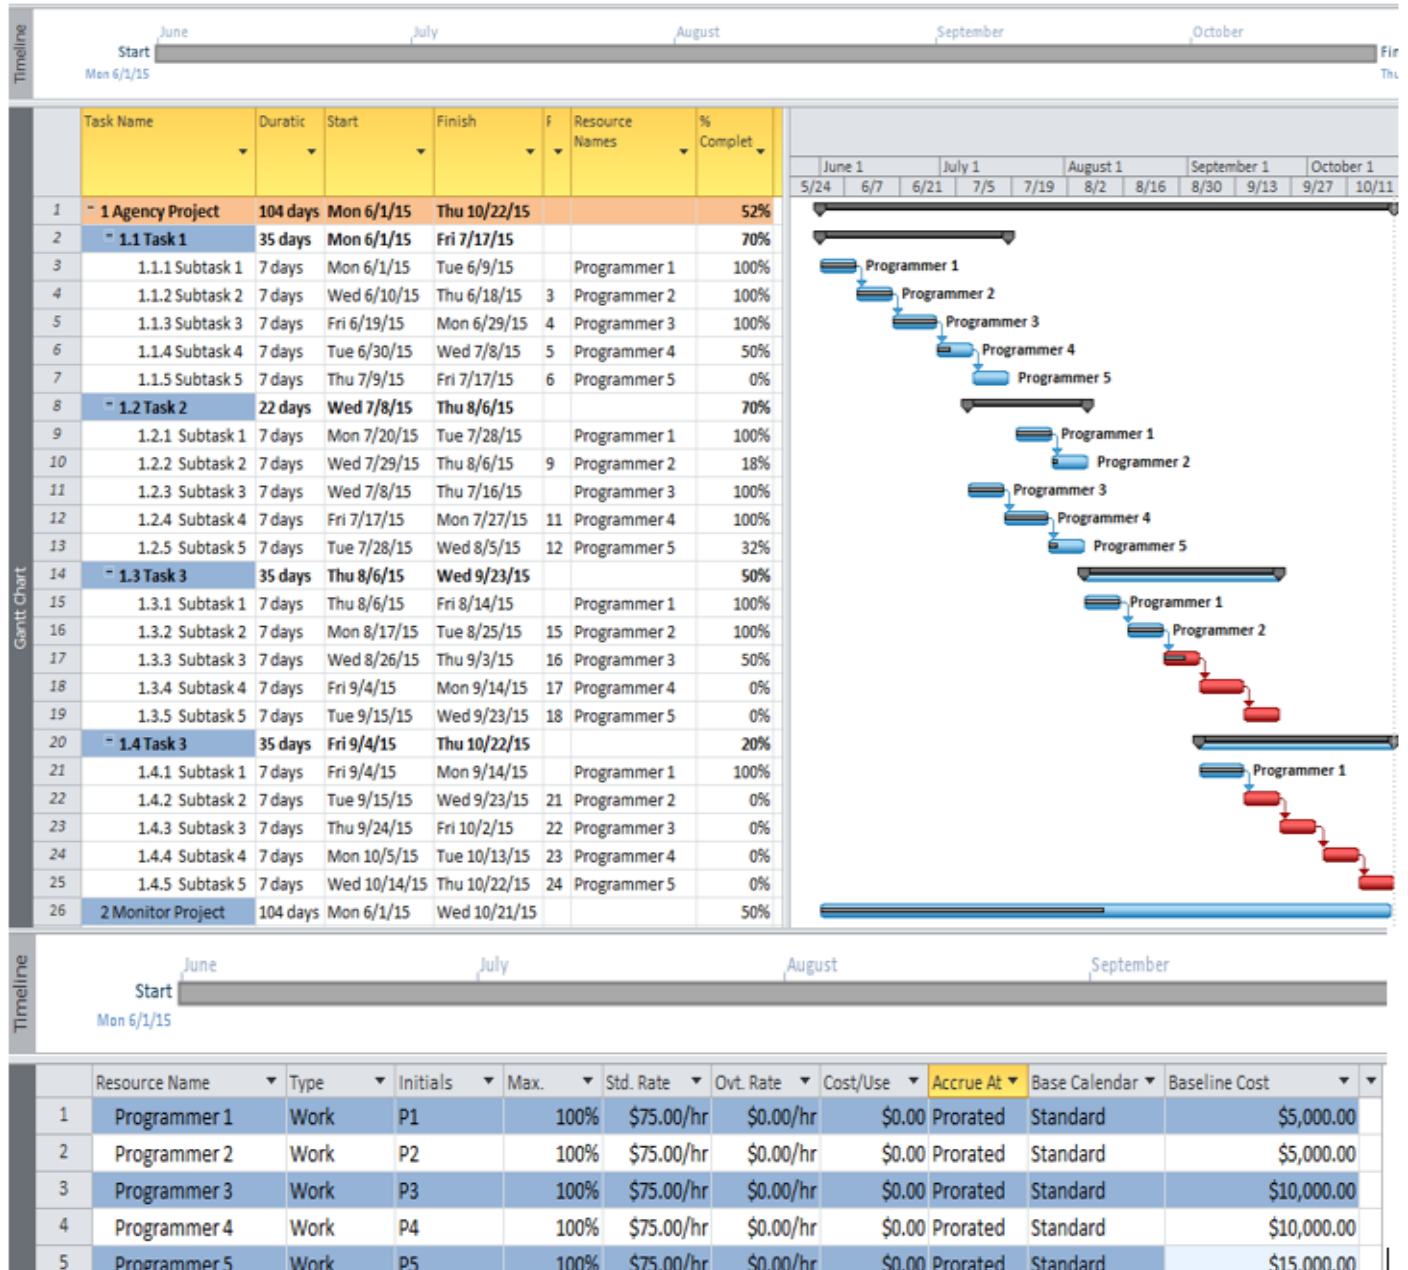 Timeline
June July August September October
Start Fir
Mon 6/1/15 Thu
Gantt Chart
Task Name Duratic Start Finish F Resource Names % Complet
June 1 July 1 August 1 September 1 October 1
5/24 6/7 6/21 7/5 7/19 8/2 8/16 8/30 9/13 9/27 10/11
1 1 Agency Project 104 days Mon 6/1/15 Thu 10/22/15 52%
2 1.1 Task 1 35 days Mon 6/1/15 Fri 7/17/15 70%
3 1.1.1 Subtask 1 7 days Mon 6/1/15 Tue 6/9/15 Programmer 1 100% Programmer 1
4 1.1.2 Subtask 2 7 days Wed 6/10/15 Thu 6/18/15 3 Programmer 2 100% Programmer 2
5 1.1.3 Subtask 3 7 days Fri 6/19/15 Mon 6/29/15 4 Programmer 3 100% Programmer 3
6 1.1.4 Subtask 4 7 days Tue 6/30/15 Wed 7/8/15 5 Programmer 4 50% Programmer 4
7 1.1.5 Subtask 5 7 days Thu 7/9/15 Fri 7/17/15 6 Programmer 5 0% Programmer 5
8 1.2 Task 2 22 days Wed 7/8/15 Thu 8/6/15 70%
9 1.2.1 Subtask 1 7 days Mon 7/20/15 Tue 7/28/15 Programmer 1 100% Programmer 1
10 1.2.2 Subtask 2 7 days Wed 7/29/15 Thu 8/6/15 9 Programmer 2 18% Programmer 2
11 1.2.3 Subtask 3 7 days Wed 7/8/15 Thu 7/16/15 Programmer 3 100% Programmer 3
12 1.2.4 Subtask 4 7 days Fri 7/17/15 Mon 7/27/15 11 Programmer 4 100% Programmer 4
13 1.2.5 Subtask 5 7 days Tue 7/28/15 Wed 8/5/15 12 Programmer 5 32% Programmer 5
14 1.3 Task 3 35 days Thu 8/6/15 Wed 9/23/15 50%
15 1.3.1 Subtask 1 7 days Thu 8/6/15 Fri 8/14/15 Programmer 1 100% Programmer 1
16 1.3.2 Subtask 2 7 days Mon 8/17/15 Tue 8/25/15 15 Programmer 2 100% Programmer 2
17 1.3.3 Subtask 3 7 days Wed 8/26/15 Thu 9/3/15 16 Programmer 3 50%
18 1.3.4 Subtask 4 7 days Fri 9/4/15 Mon 9/14/15 17 Programmer 4 0%
19 1.3.5 Subtask 5 7 days Tue 9/15/15 Wed 9/23/15 18 Programmer 5 0%
20 1.4 Task 3 35 days Fri 9/4/15 Thu 10/22/15 20%
21 1.4.1 Subtask 1 7 days Fri 9/4/15 Mon 9/14/15 Programmer 1 100% Programmer 1
22 1.4.2 Subtask 2 7 days Tue 9/15/15 Wed 9/23/15 21 Programmer 2 0%
23 1.4.3 Subtask 3 7 days Thu 9/24/15 Fri 10/2/15 22 Programmer 3 0%
24 1.4.4 Subtask 4 7 days Mon 10/5/15 Tue 10/13/15 23 Programmer 4 0%
25 1.4.5 Subtask 5 7 days Wed 10/14/15 Thu 10/22/15 24 Programmer 5 0%
26 2 Monitor Project 104 days Mon 6/1/15 Wed 10/21/15 50%
Timeline
June July August September
Start
Mon 6/1/15
Resource Name Type Initials Max. Std. Rate Ovt. Rate Cost/Use Accrue At Base Calendar Baseline Cost
1 Programmer 1 Work P1 100% $75.00/hr $0.00/hr $0.00 Prorated Standard $5,000.00
2 Programmer 2 Work P2 100% $75.00/hr $0.00/hr $0.00 Prorated Standard $5,000.00
3 Programmer 3 Work P3 100% $75.00/hr $0.00/hr $0.00 Prorated Standard $10,000.00
4 Programmer 4 Work P4 100% $75.00/hr $0.00/hr $0.00 Prorated Standard $10,000.00
5 Programmer 5 Work P5 100% $75.00/hr $0.00/hr $0.00 Prorated Standard $15,000.00